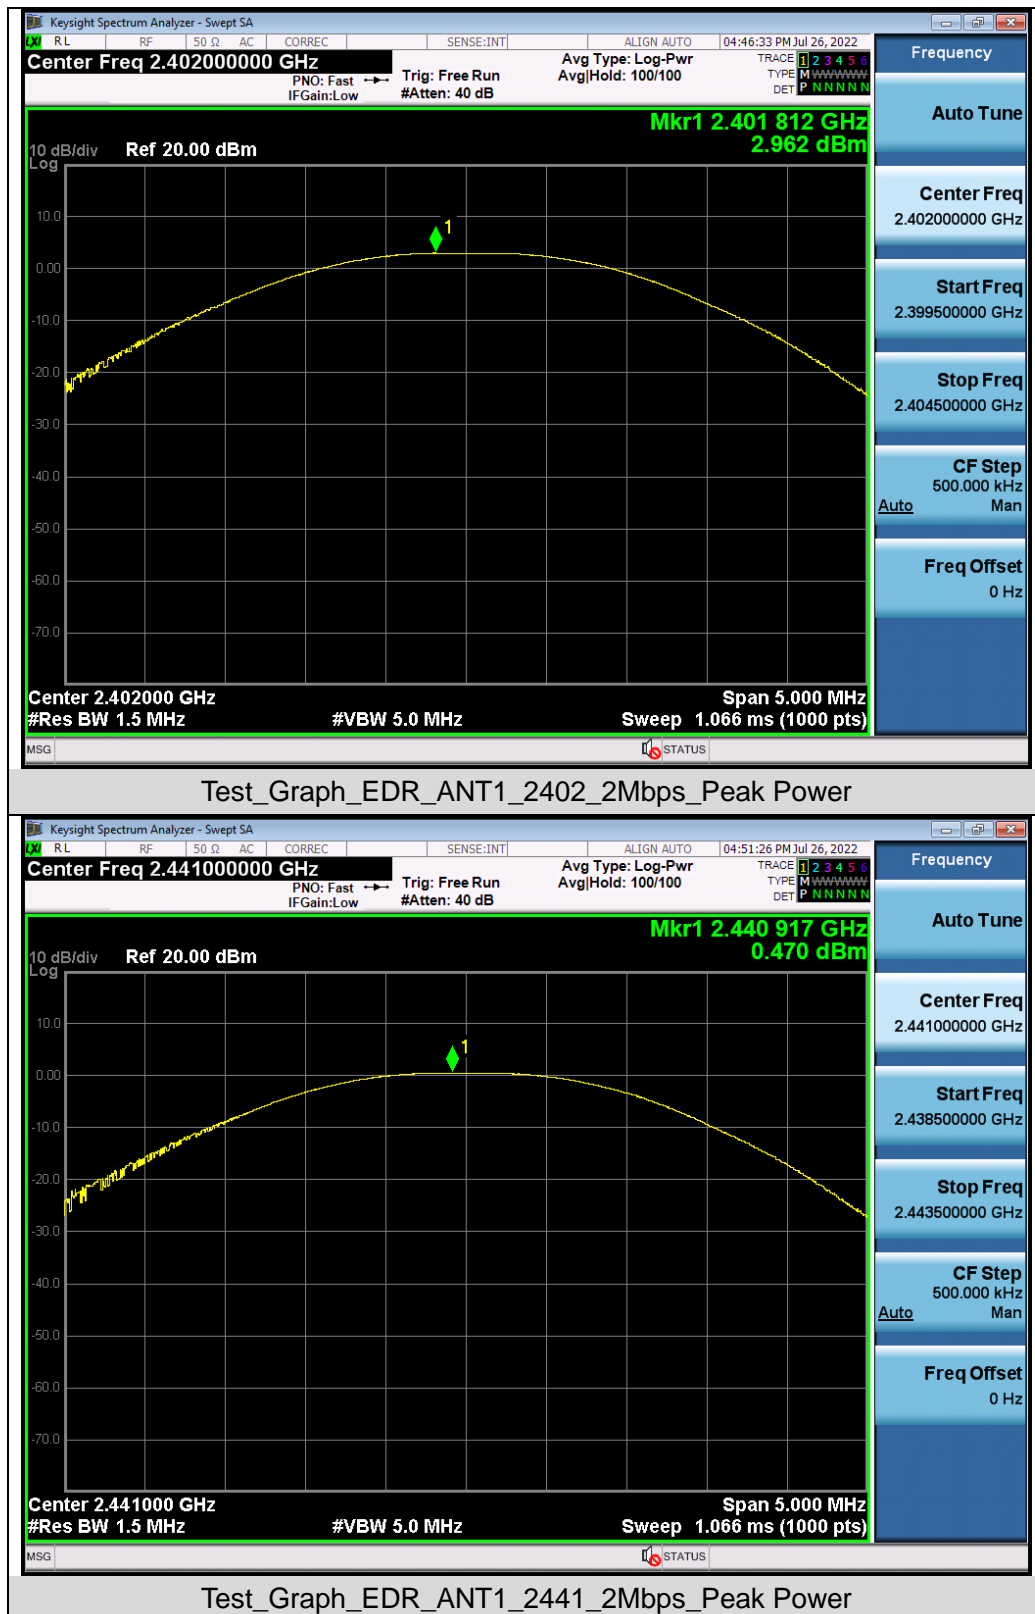 Keysight Spectrum Analyzer - Swept SA
LXI RL RF 50 Ω AC CORREC SENSE:INT ALIGN AUTO 04:46:33 PM Jul 26, 2022
Center Freq 2.402000000 GHz
PNO: Fast
IFGain:Low
Trig: Free Run
#Atten: 40 dB
Avg Type: Log-Pwr
Avg|Hold: 100/100
TRACE 1 2 3 4 5 6
TYPE M WWWWW
DET P N N N N N
Mkr1 2.401 812 GHz
2.962 dBm
10 dB/div Ref 20.00 dBm
Log
1
10.0
0.00
-10.0
-20.0
-30.0
-40.0
-50.0
-60.0
-70.0
Center 2.402000 GHz Span 5.000 MHz
#Res BW 1.5 MHz #VBW 5.0 MHz Sweep 1.066 ms (1000 pts)
MSG STATUS
Frequency
Auto Tune
Center Freq
2.402000000 GHz
Start Freq
2.399500000 GHz
Stop Freq
2.404500000 GHz
CF Step
500.000 kHz
Auto Man
Freq Offset
0 Hz
Test_Graph_EDR_ANT1_2402_2Mbps_Peak Power
Keysight Spectrum Analyzer - Swept SA
LXI RL RF 50 Ω AC CORREC SENSE:INT ALIGN AUTO 04:51:26 PM Jul 26, 2022
Center Freq 2.441000000 GHz
PNO: Fast
IFGain:Low
Trig: Free Run
#Atten: 40 dB
Avg Type: Log-Pwr
Avg|Hold: 100/100
TRACE 1 2 3 4 5 6
TYPE M WWWWW
DET P N N N N N
Mkr1 2.440 917 GHz
0.470 dBm
10 dB/div Ref 20.00 dBm
Log
1
10.0
0.00
-10.0
-20.0
-30.0
-40.0
-50.0
-60.0
-70.0
Center 2.441000 GHz Span 5.000 MHz
#Res BW 1.5 MHz #VBW 5.0 MHz Sweep 1.066 ms (1000 pts)
MSG STATUS
Frequency
Auto Tune
Center Freq
2.441000000 GHz
Start Freq
2.438500000 GHz
Stop Freq
2.443500000 GHz
CF Step
500.000 kHz
Auto Man
Freq Offset
0 Hz
Test_Graph_EDR_ANT1_2441_2Mbps_Peak Power